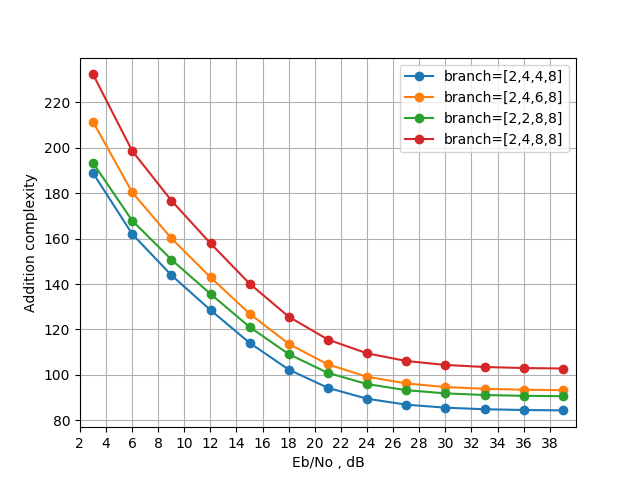 branch=[2,4,4,8]
branch=[2,4,6,8]
branch=[2,2,8,8]
branch=[2,4,8,8]
Addition complexity
220
200
180
160
140
120
100
80
2 4 6 8 10 12 14 16 18 20 22 24 26 28 30 32 34 36 38
Eb/No , dB